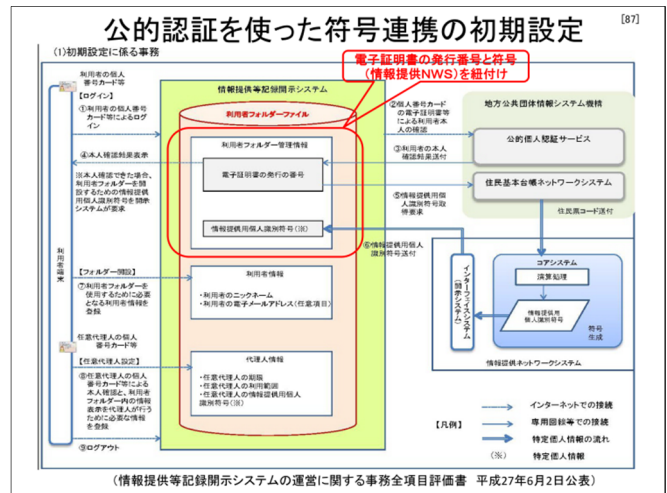 公的認証を使った符号連携の初期設定
[87]
(1)初期設定に係る事務
電子証明書の発行番号と符号
(情報提供NWS)を紐付け
利用者の個人
番号カード等
【ログイン】
①利用者の個人番号
カード等によるログ
イン
④本人確認結果表示
※本人確認できた場合、
利用者フォルダーを開
設するための情報提供
用個人識別符号を開示
システムが要求
利用者端末
【フォルダー開設】
⑦利用者フォルダーを
使用するために必要
となる利用者情報を
登録
任意代理人の個人
番号カード等
【任意代理人設定】
⑧任意代理人の個人
番号カード等による
本人確認と、利用者
フォルダー内の情報
表示を代理人が行う
ために必要な情報
を登録
⑨ログアウト
情報提供等記録開示システム
利用者フォルダーファイル
利用者フォルダー管理情報
電子証明書の発行の番号
情報提供用個人識別符号(※)
利用者情報
・利用者のニックネーム
・利用者の電子メールアドレス(任意項目)
代理人情報
・任意代理人の期限
・任意代理人の利用範囲
・任意代理人の情報提供用個人
識別符号(※)
②個人番号カード
の電子証明書等
による利用者本
人の確認
③利用者の本人
確認結果送付
⑤情報提供用個
人識別符号取
得要求
⑥情報提供用個人
識別符号送付
地方公共団体情報システム機構
公的個人認証サービス
住民基本台帳ネットワークシステム
住民票コード送付
インターフェイスシステム
(開示システム)
コアシステム
演算処理
情報提供用
個人識別符号
符号
生成
情報提供ネットワークシステム
【凡例】
インターネットでの接続
専用回線等での接続
特定個人情報の流れ
(※)
特定個人情報
(情報提供等記録開示システムの運営に関する事務全項目評価書 平成27年6月2日公表)